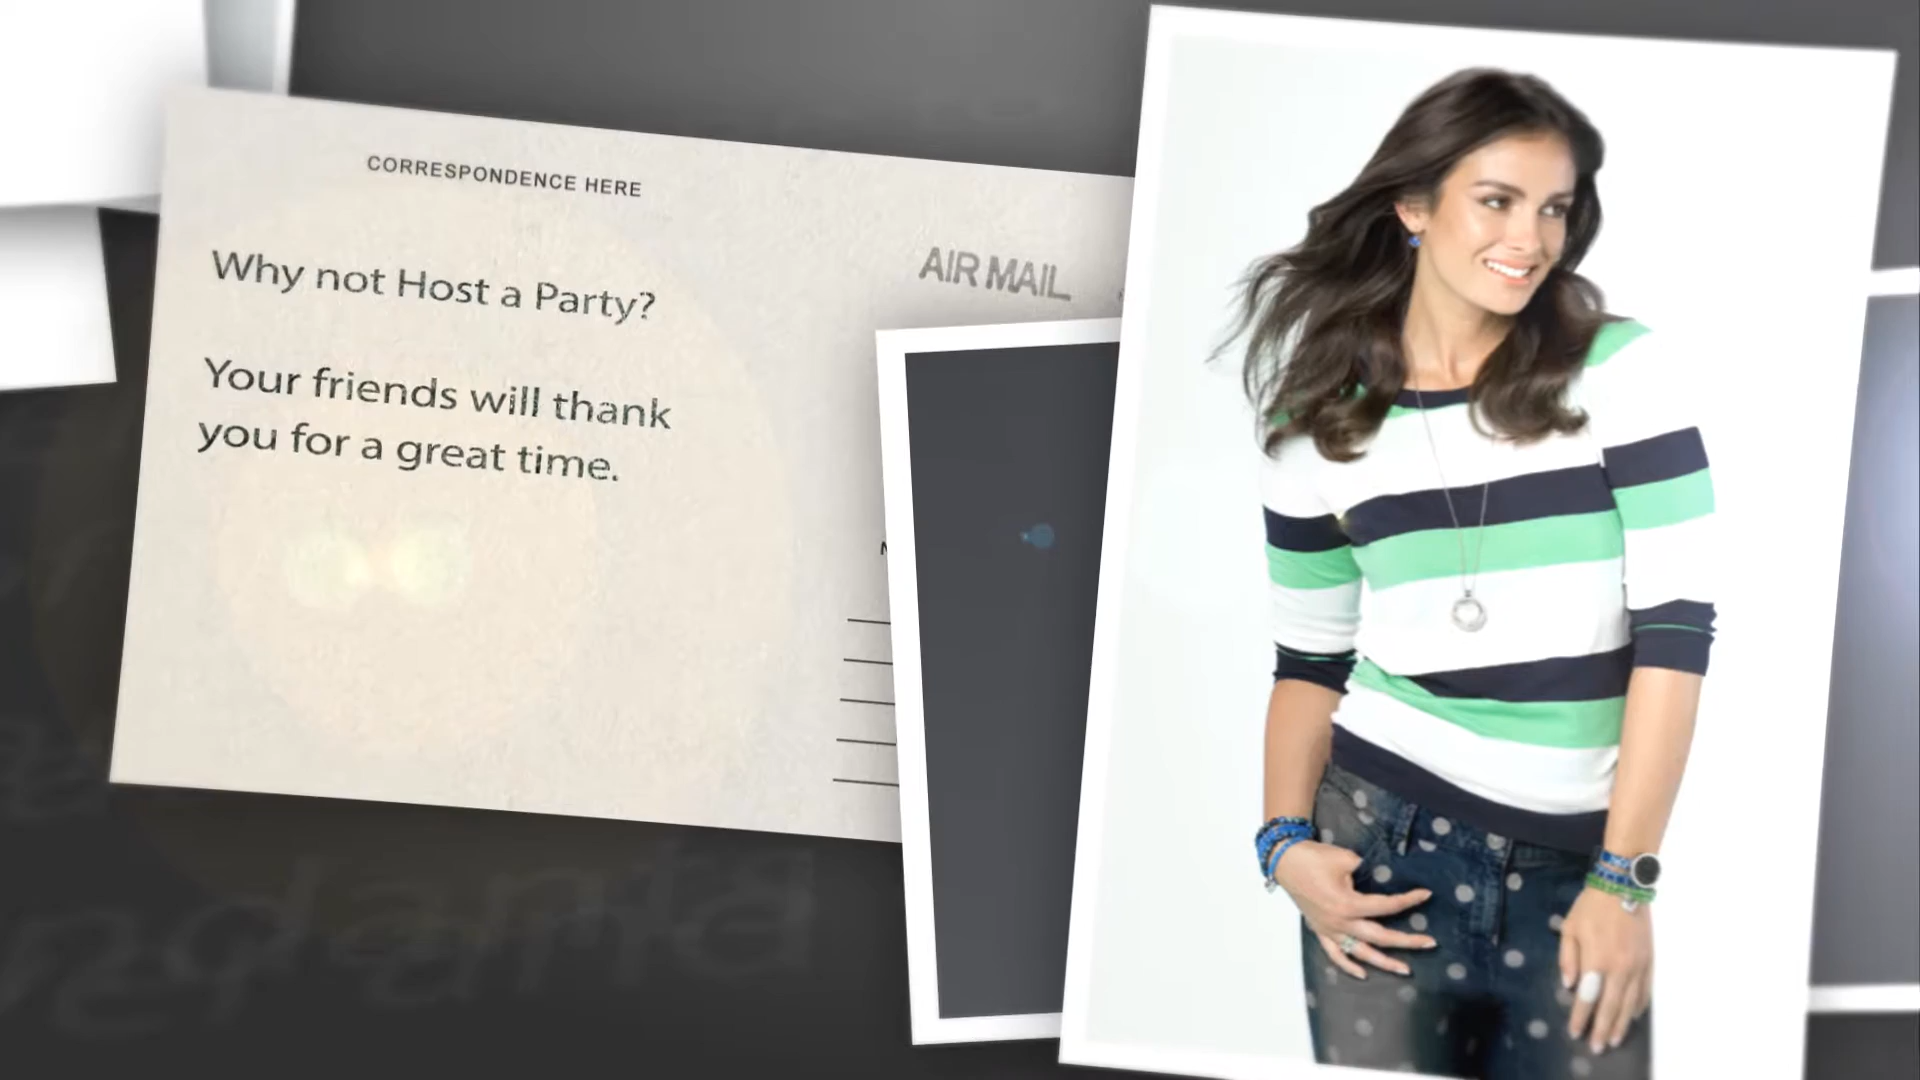 CORRESPONDENCE HERE
AIR MAIL
Why not Host a Party?
Your friends will thank
you for a great time.